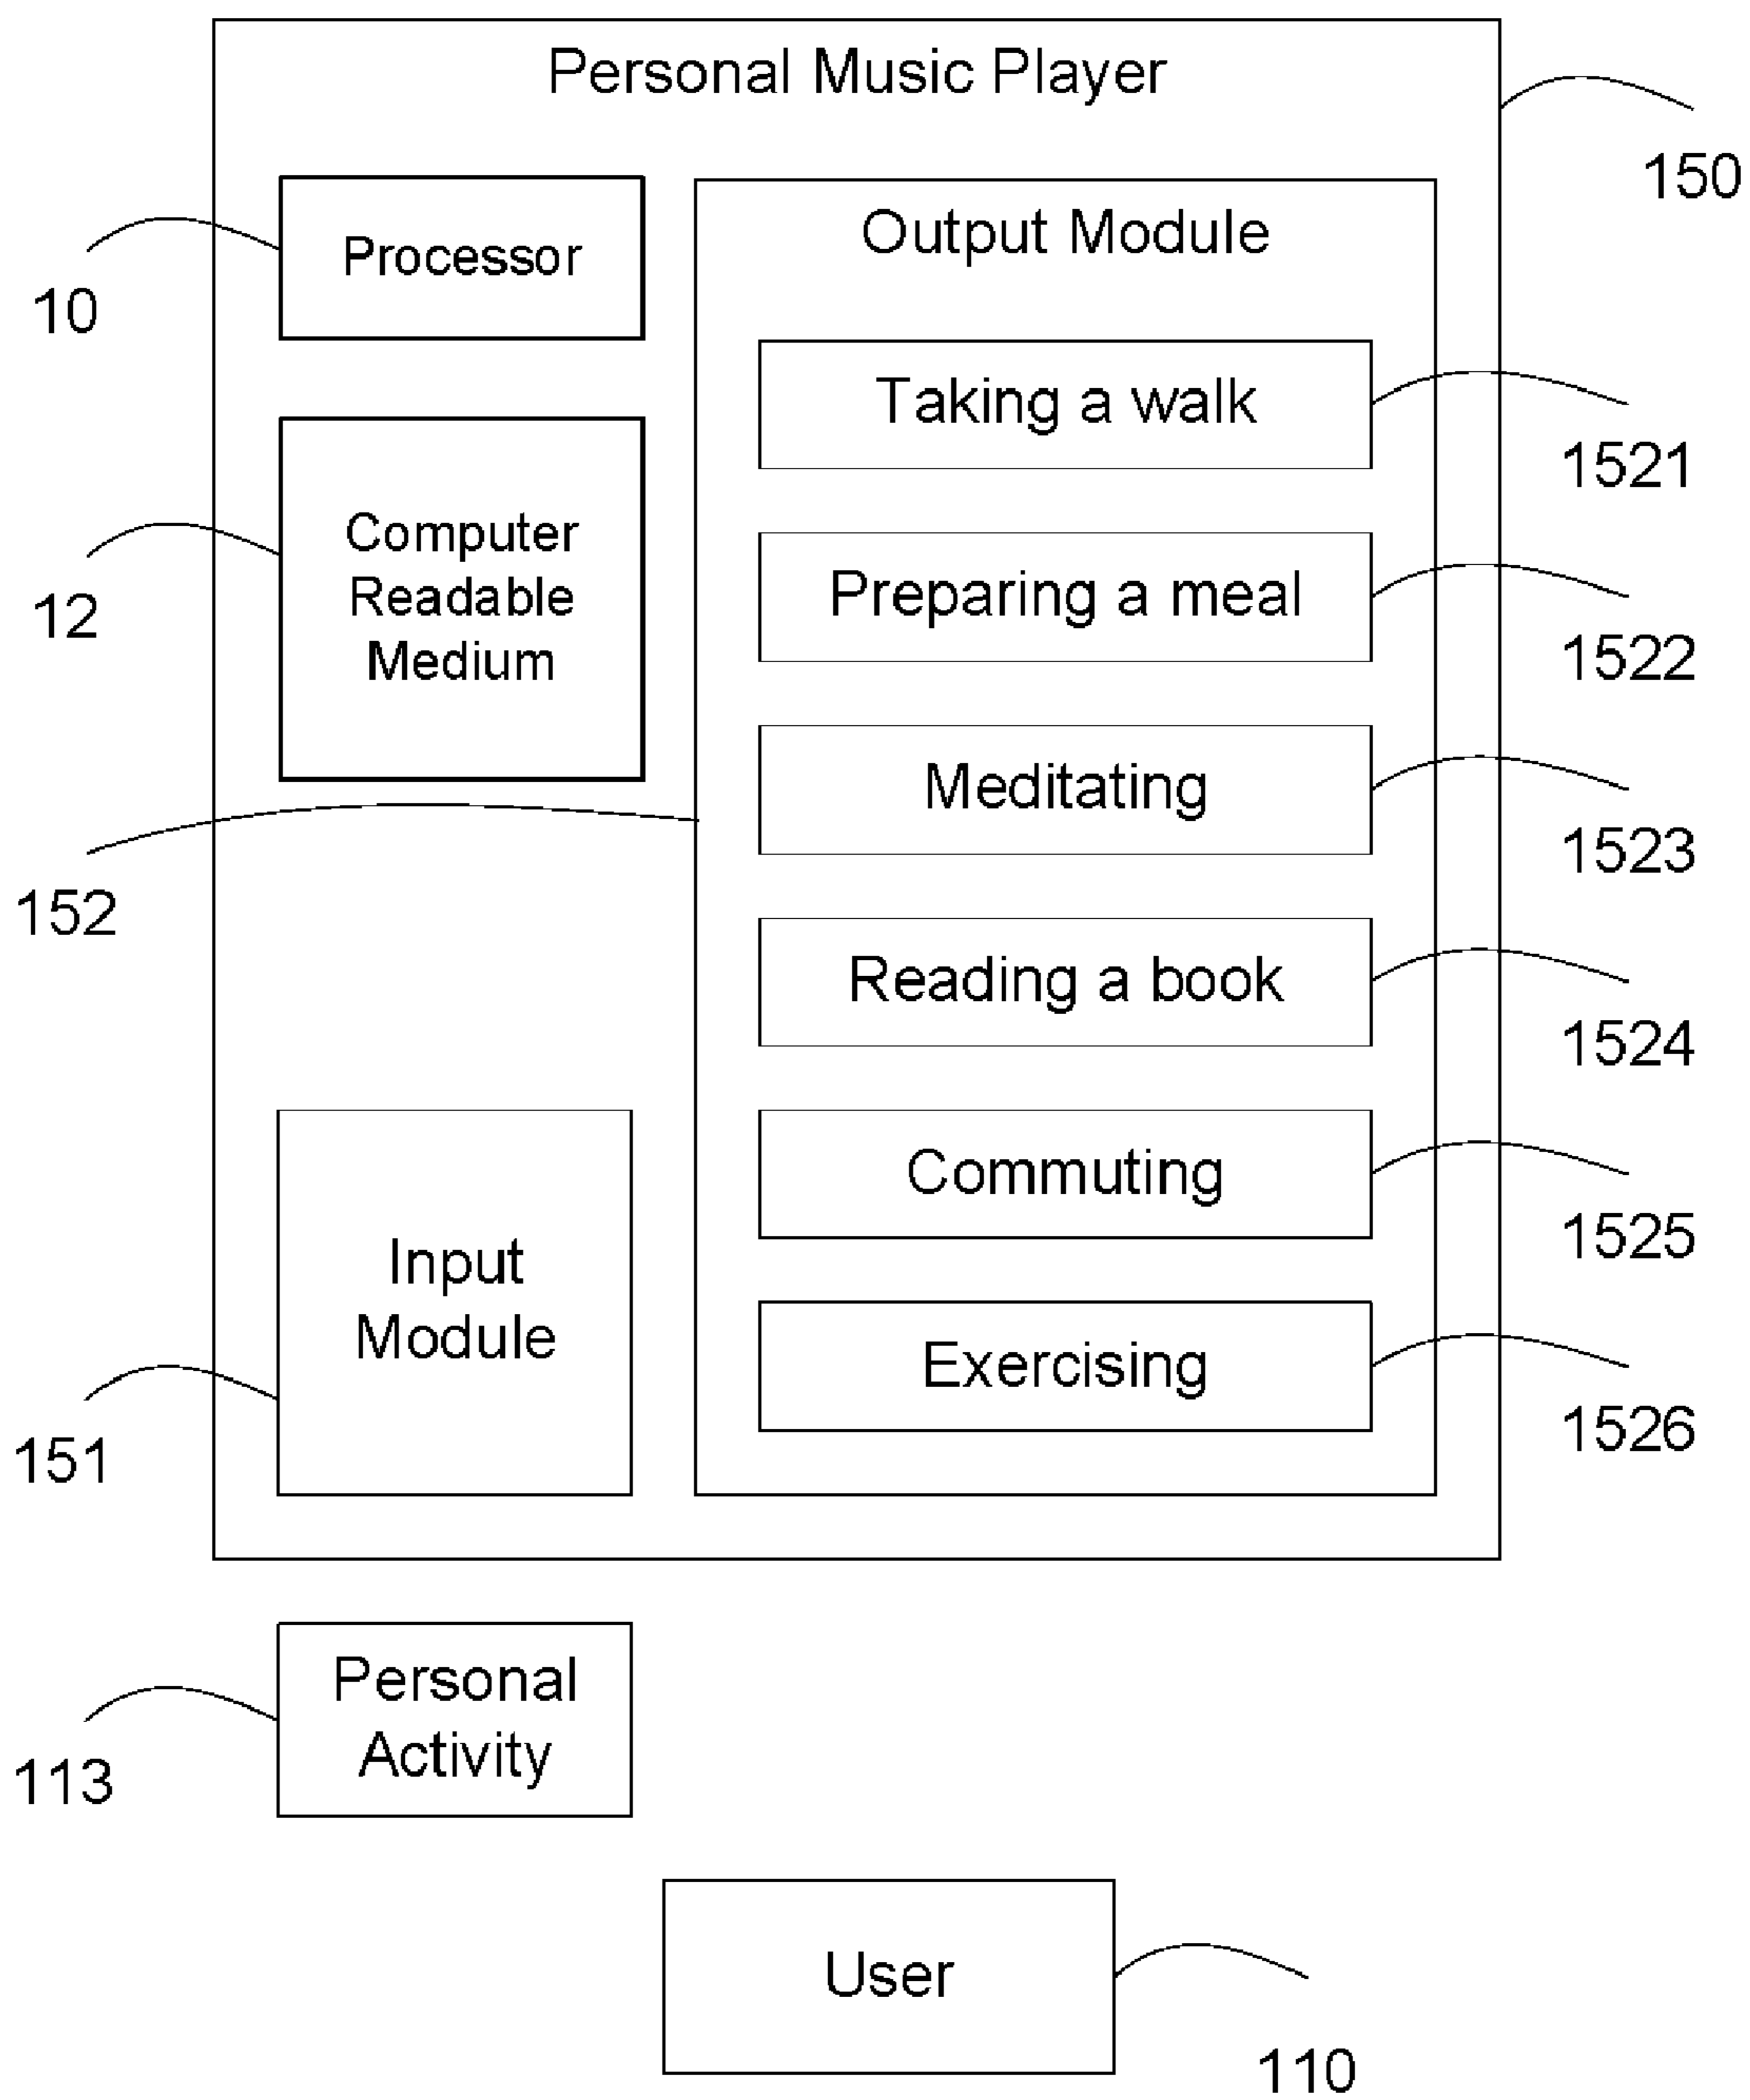 Personal Music Player
150
Processor
10
Output Module
Taking a walk
1521
Computer
Readable
Medium
12
Preparing a meal
1522
Meditating
1523
152
Reading a book
1524
Commuting
1525
Input
Module
151
Exercising
1526
Personal
Activity
113
User
110